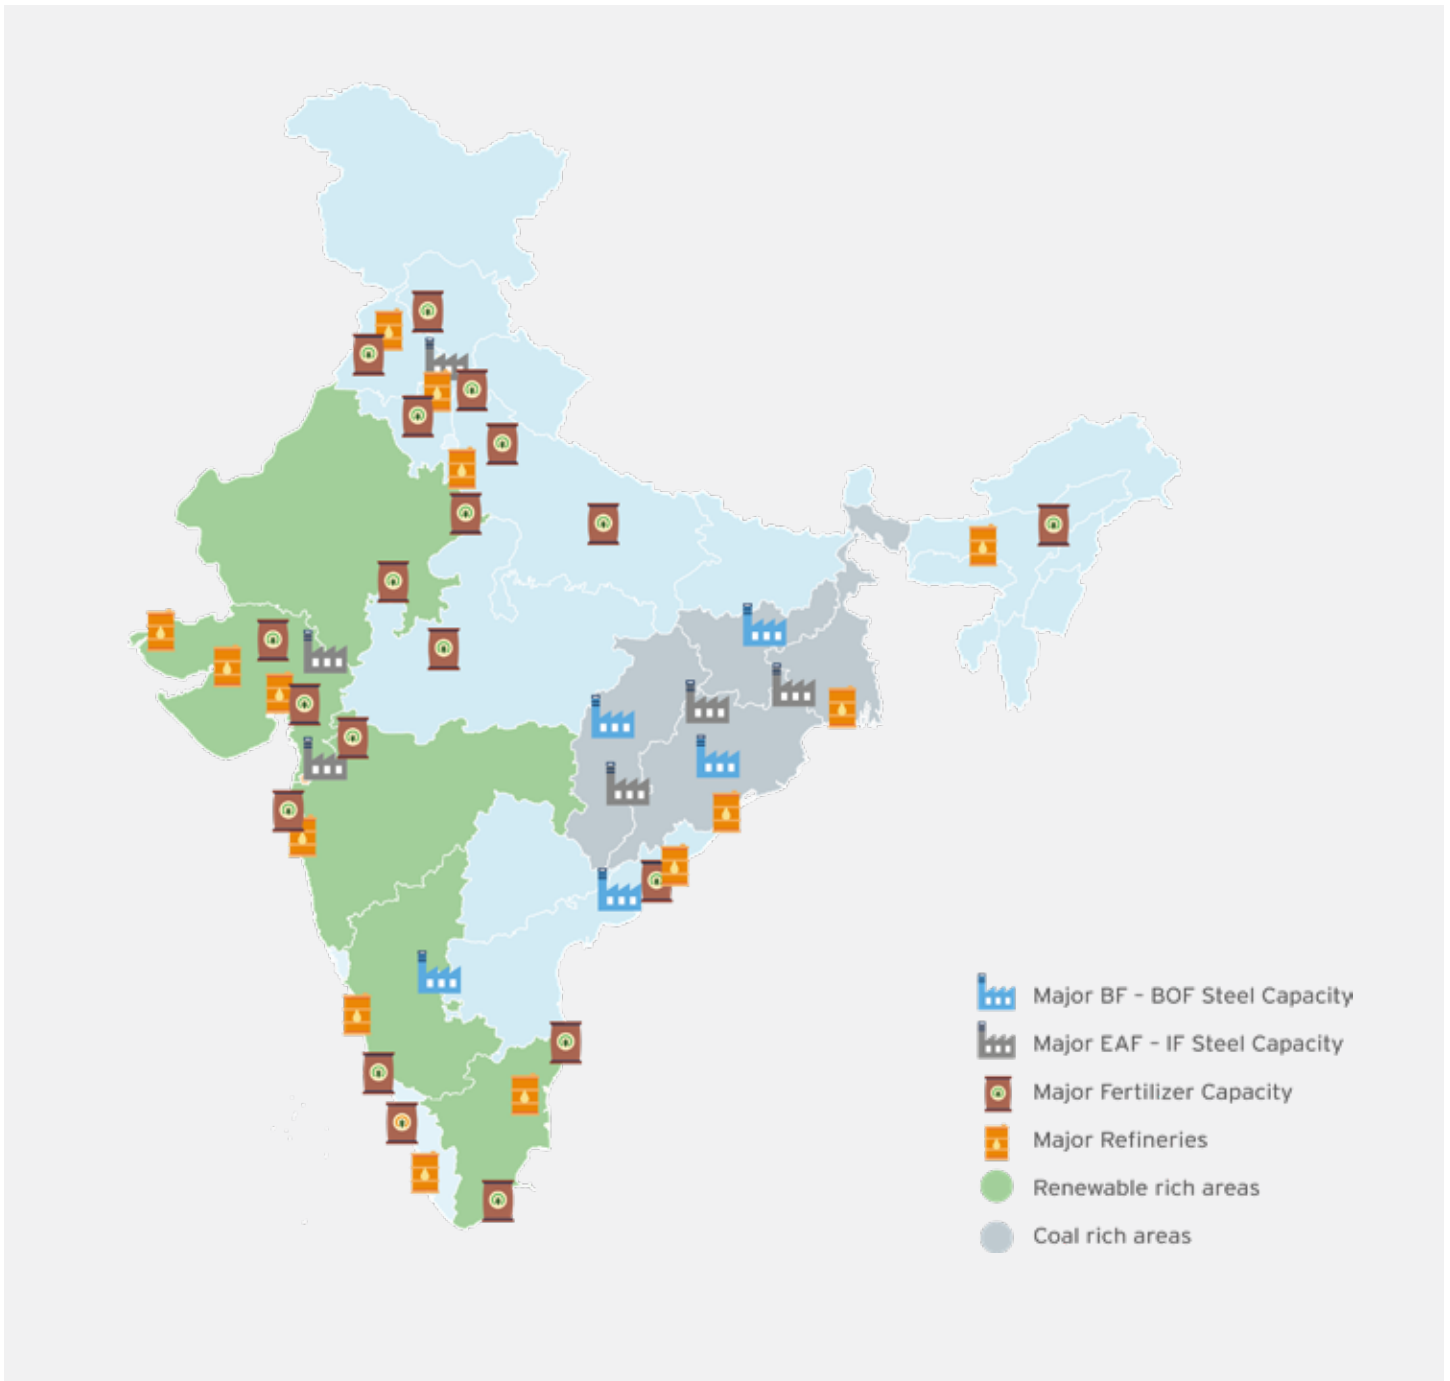 Major BF – BOF Steel Capacity
Major EAF – IF Steel Capacity
Major Fertilizer Capacity
Major Refineries
Renewable rich areas
Coal rich areas